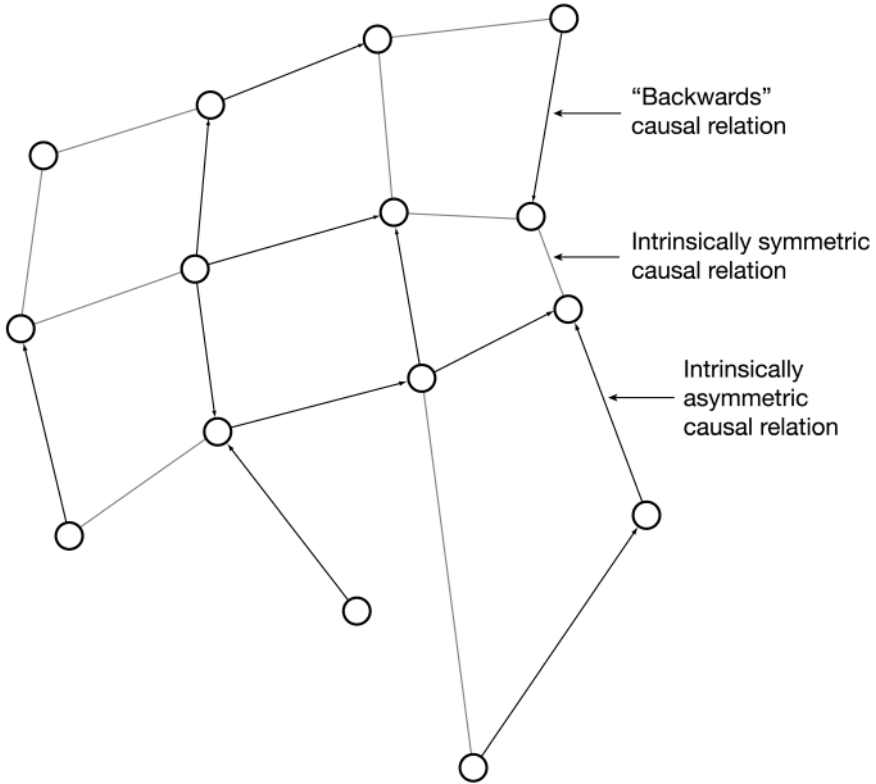 “Backwards”
causal relation
Intrinsically symmetric
causal relation
Intrinsically
asymmetric
causal relation